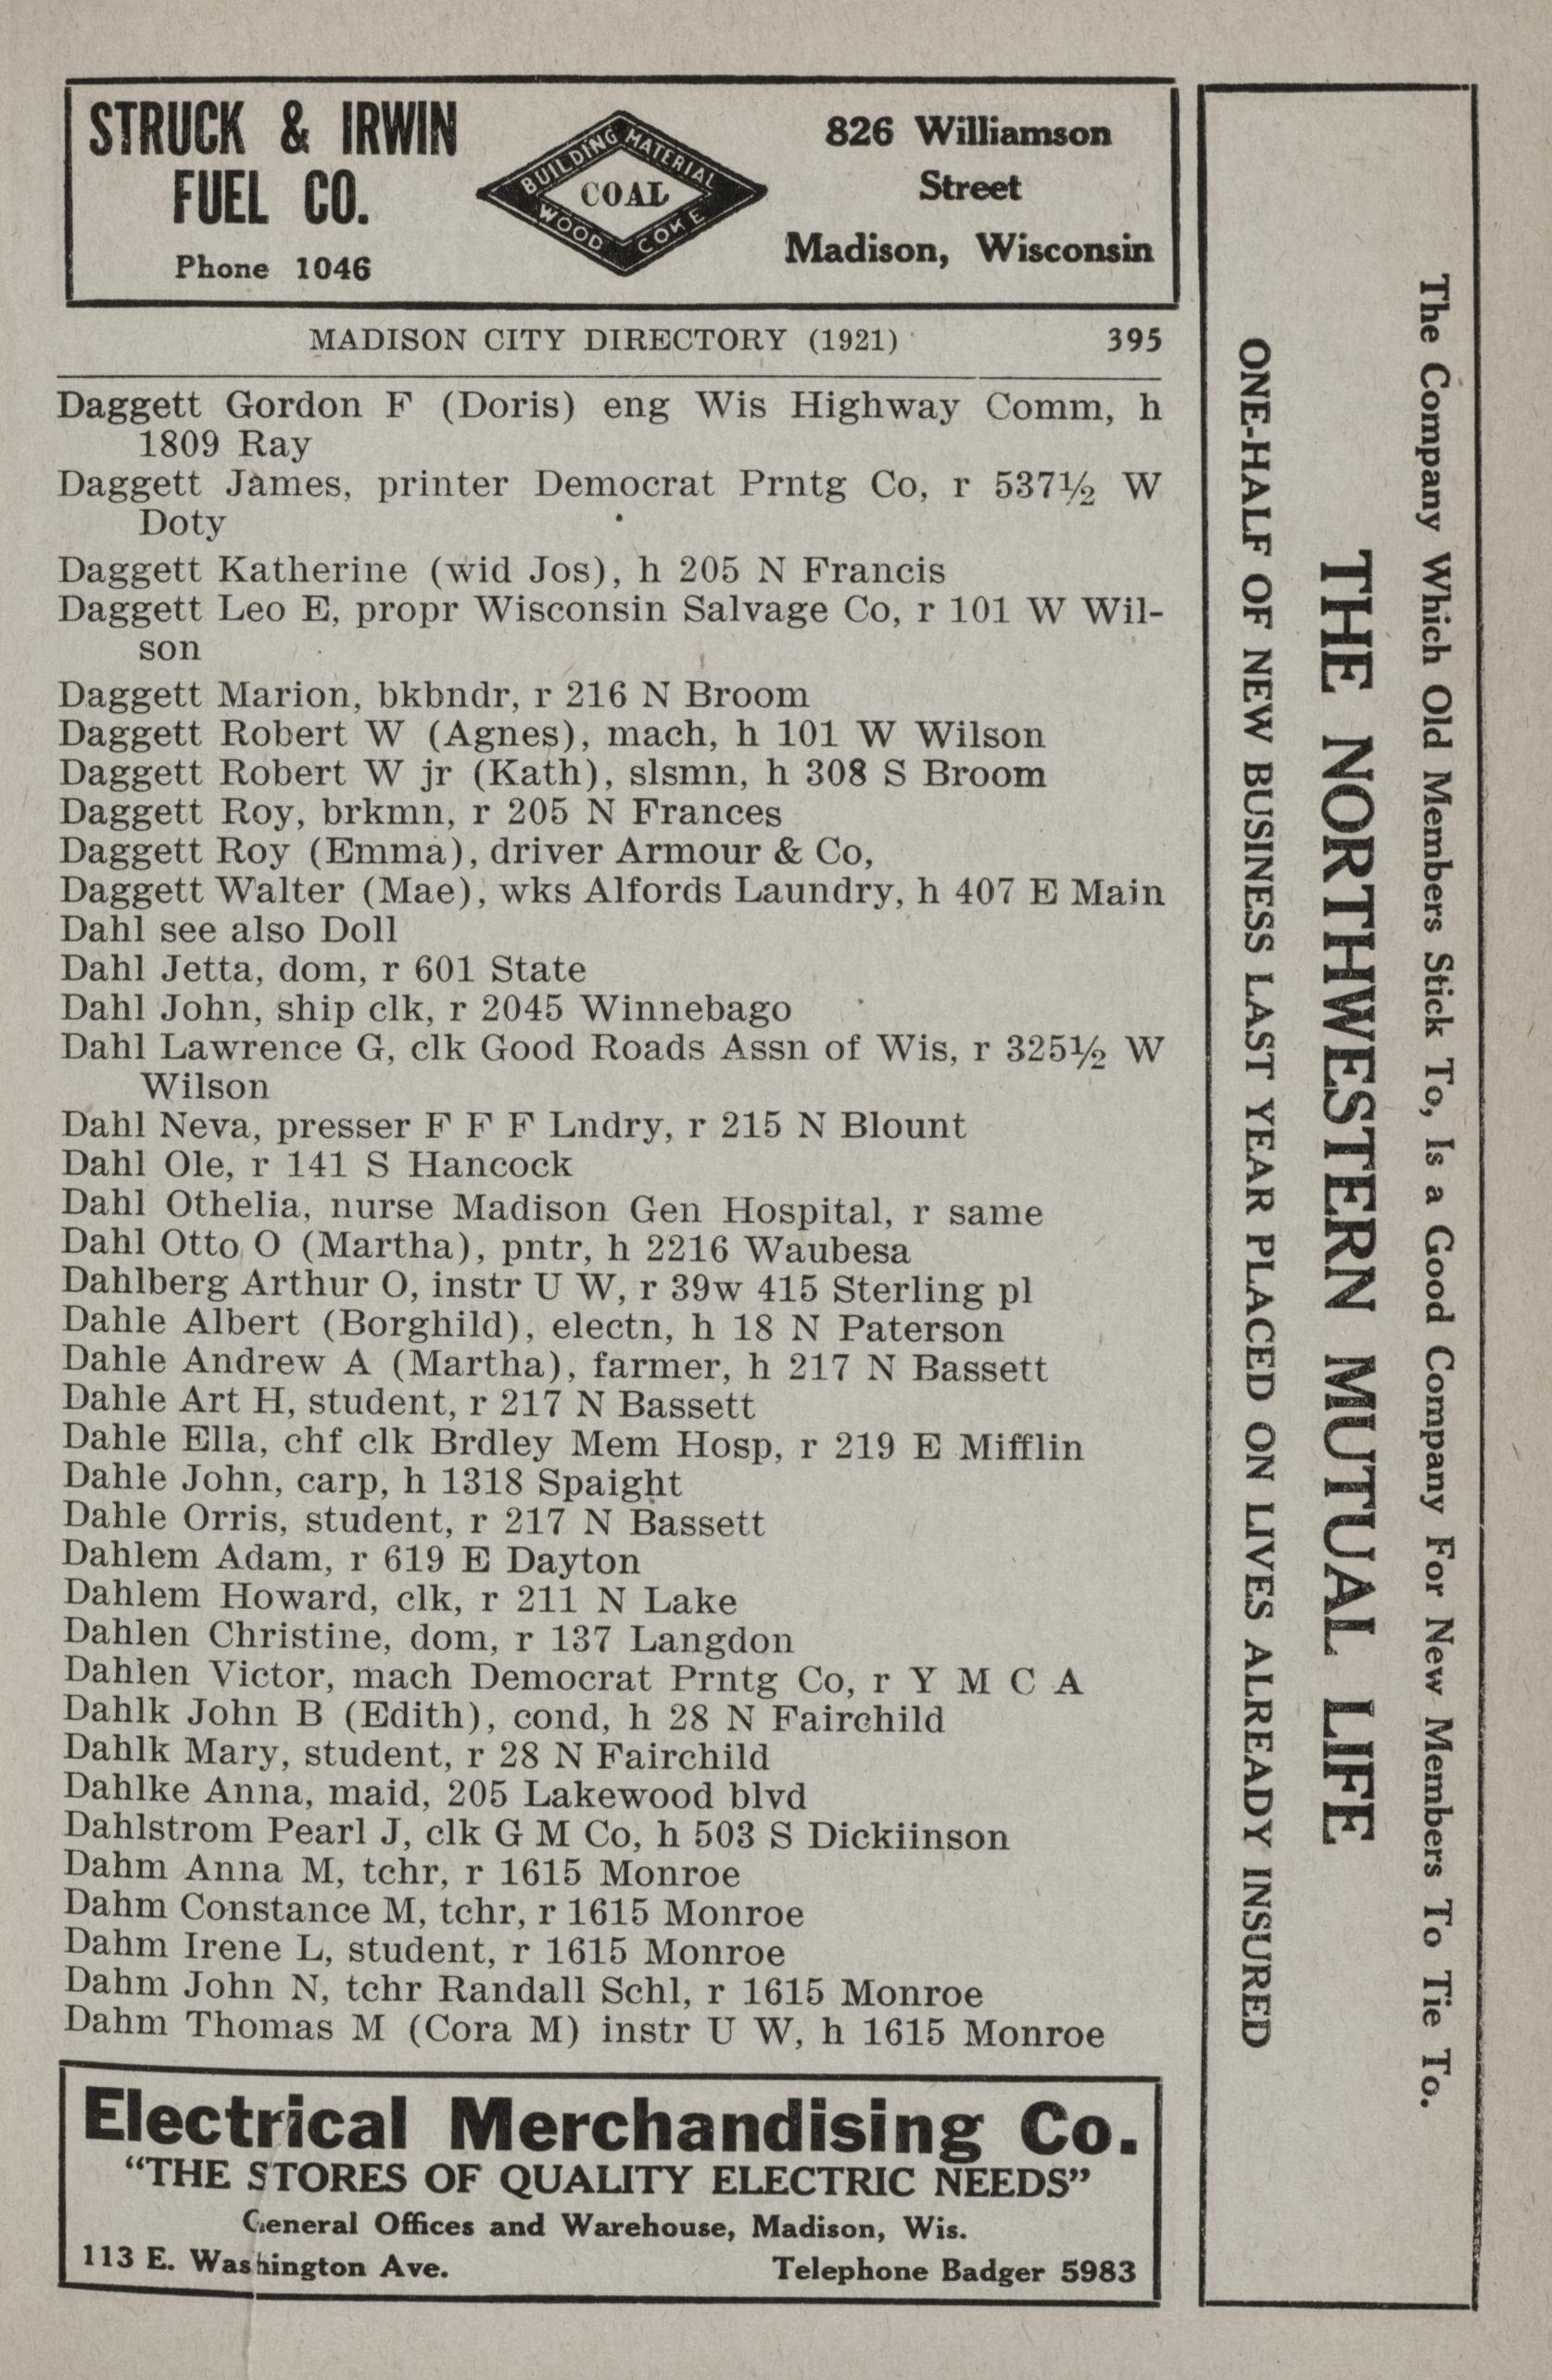 STRUCK & IRWIN
FUEL CO.
Phone 1046
BUILDING MATERIAL
COAL
WOOD COKE
826 Williamson
Street
Madison, Wisconsin
MADISON CITY DIRECTORY (1921) 395
Daggett Gordon F (Doris) eng Wis Highway Comm, h
1809 Ray
Daggett James, printer Democrat Prntg Co, r 537½ W
Doty
Daggett Katherine (wid Jos), h 205 N Francis
Daggett Leo E, propr Wisconsin Salvage Co, r 101 W Wil-
son
Daggett Marion, bkbndr, r 216 N Broom
Daggett Robert W (Agnes), mach, h 101 W Wilson
Daggett Robert W jr (Kath), slsmn, h 308 S Broom
Daggett Roy, brkmn, r 205 N Frances
Daggett Roy (Emma), driver Armour & Co,
Daggett Walter (Mae), wks Alfords Laundry, h 407 E Main
Dahl see also Doll
Dahl Jetta, dom, r 601 State
Dahl John, ship clk, r 2045 Winnebago
Dahl Lawrence G, clk Good Roads Assn of Wis, r 325½ W
Wilson
Dahl Neva, presser F F F Lndry, r 215 N Blount
Dahl Ole, r 141 S Hancock
Dahl Othelia, nurse Madison Gen Hospital, r same
Dahl Otto O (Martha), pntr, h 2216 Waubesa
Dahlberg Arthur O, instr U W, r 39w 415 Sterling pl
Dahle Albert (Borghild), electn, h 18 N Paterson
Dahle Andrew A (Martha), farmer, h 217 N Bassett
Dahle Art H, student, r 217 N Bassett
Dahle Ella, chf clk Brdley Mem Hosp, r 219 E Mifflin
Dahle John, carp, h 1318 Spaight
Dahle Orris, student, r 217 N Bassett
Dahlem Adam, r 619 E Dayton
Dahlem Howard, clk, r 211 N Lake
Dahlen Christine, dom, r 137 Langdon
Dahlen Victor, mach Democrat Prntg Co, r Y M C A
Dahlk John B (Edith), cond, h 28 N Fairchild
Dahlk Mary, student, r 28 N Fairchild
Dahlke Anna, maid, 205 Lakewood blvd
Dahlstrom Pearl J, clk G M Co, h 503 S Dickiinson
Dahm Anna M, tchr, r 1615 Monroe
Dahm Constance M, tchr, r 1615 Monroe
Dahm Irene L, student, r 1615 Monroe
Dahm John N, tchr Randall Schl, r 1615 Monroe
Dahm Thomas M (Cora M) instr U W, h 1615 Monroe
Electrical Merchandising Co.
“THE STORES OF QUALITY ELECTRIC NEEDS”
General Offices and Warehouse, Madison, Wis.
113 E. Washington Ave. Telephone Badger 5983
The Company Which Old Members Stick To, Is a Good Company For New Members To Tie To.
THE NORTHWESTERN MUTUAL LIFE
ONE-HALF OF NEW BUSINESS LAST YEAR PLACED ON LIVES ALREADY INSURED